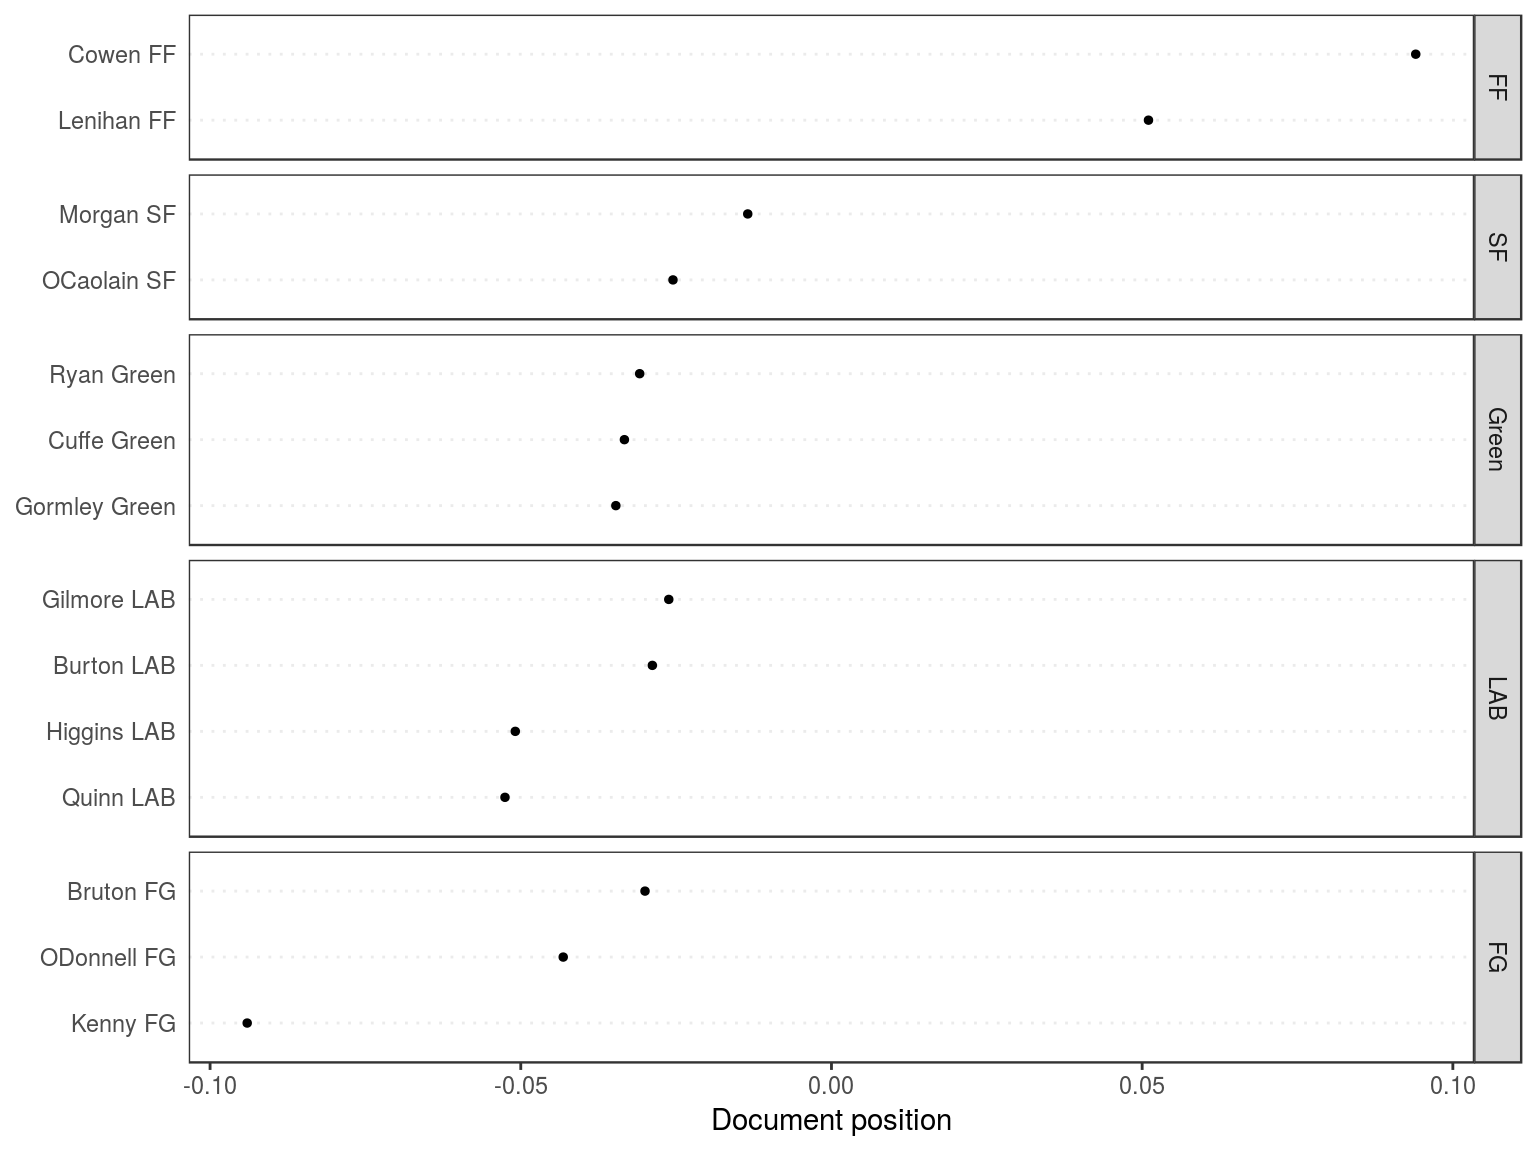 Cowen FF
Lenihan FF
FF
Morgan SF
OCaolain SF
SF
Ryan Green
Cuffe Green
Gormley Green
Green
Gilmore LAB
Burton LAB
Higgins LAB
Quinn LAB
LAB
Bruton FG
ODonnell FG
Kenny FG
FG
-0.10 -0.05 0.00 0.05 0.10
Document position